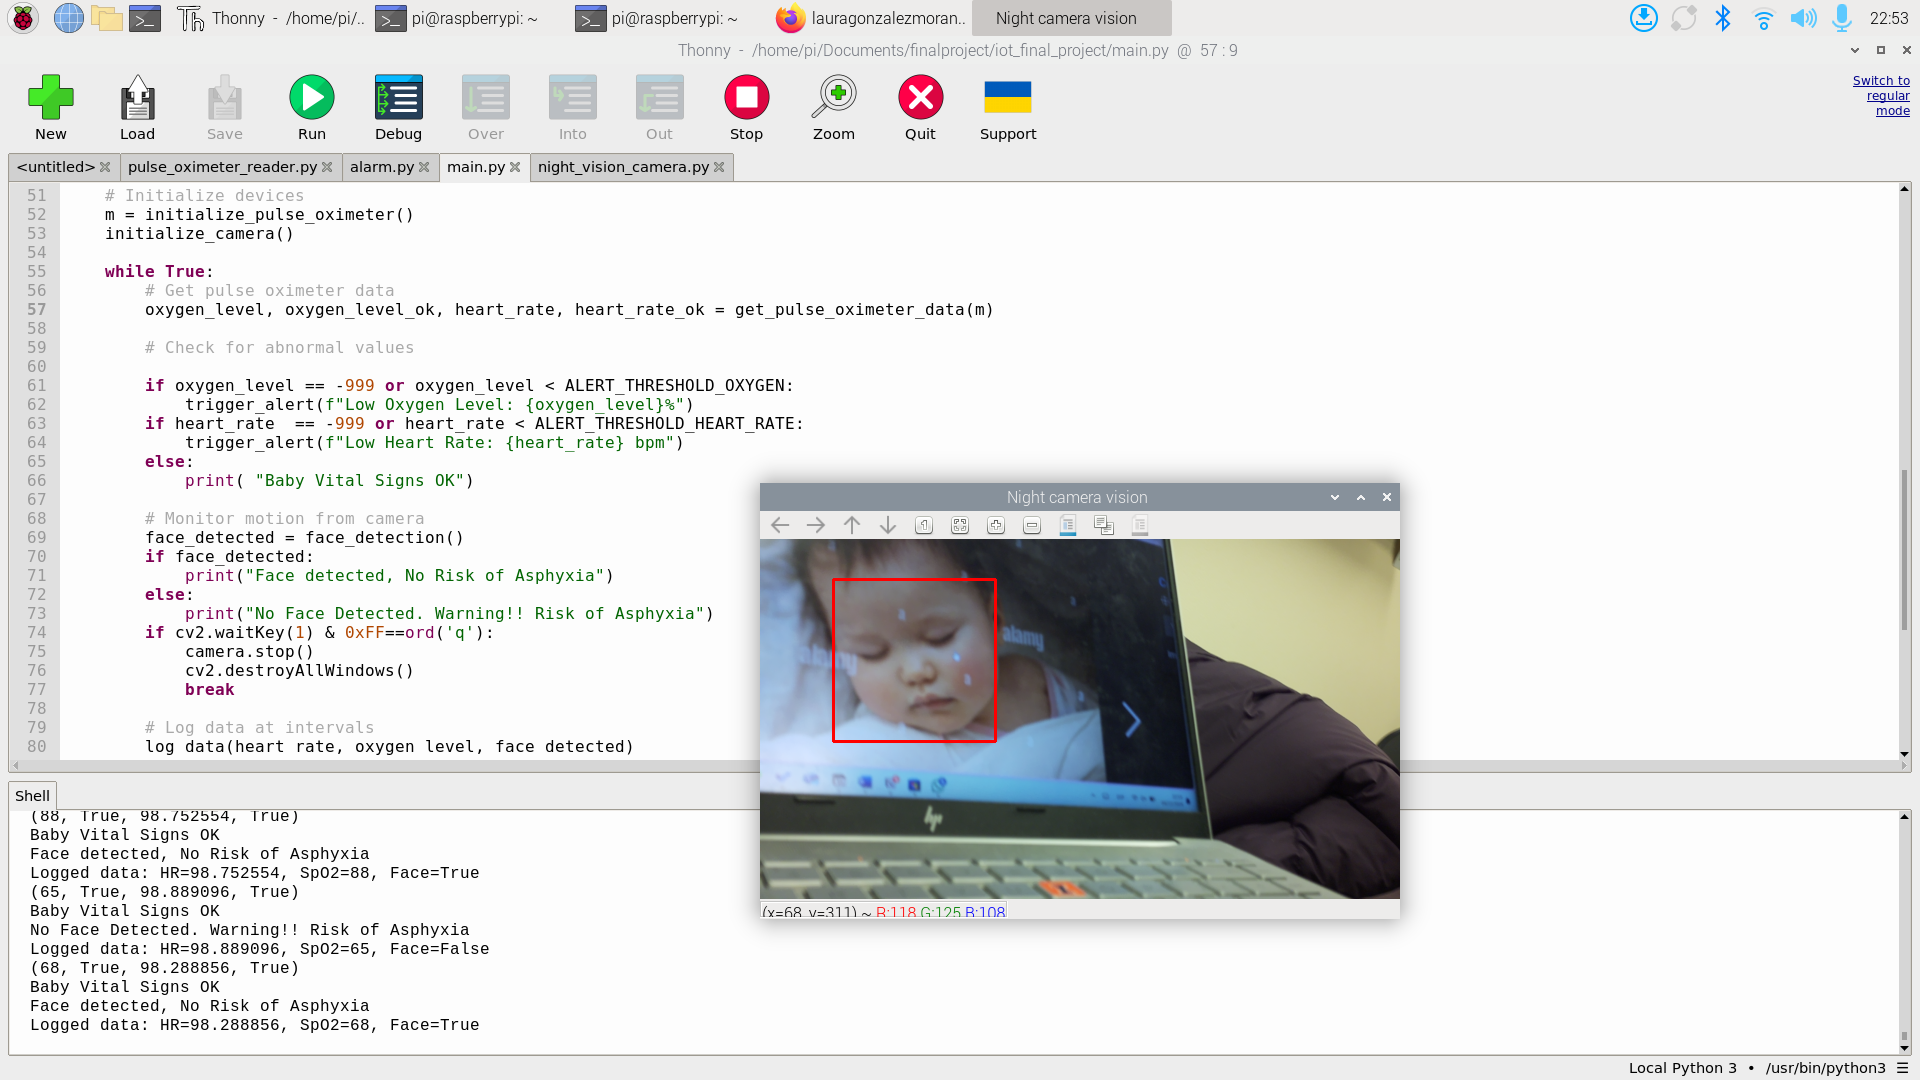 Thonny - /home/pi/..
pi@raspberrypi: ~
pi@raspberrypi: ~
lauragonzalezmoran..
Night camera vision
22:53
Thonny - /home/pi/Documents/finalproject/iot_final_project/main.py @ 57 : 9
New
Load
Save
Run
Debug
Over
Into
Out
Stop
Zoom
Quit
Support
Switch to
regular
mode
<untitled>
pulse_oximeter_reader.py
alarm.py
main.py
night_vision_camera.py
51 # Initialize devices
52 m = initialize_pulse_oximeter()
53 initialize_camera()
54
55 while True:
56 # Get pulse oximeter data
57 oxygen_level, oxygen_level_ok, heart_rate, heart_rate_ok = get_pulse_oximeter_data(m)
58
59 # Check for abnormal values
60
61 if oxygen_level == -999 or oxygen_level < ALERT_THRESHOLD_OXYGEN:
62 trigger_alert(f"Low Oxygen Level: {oxygen_level}%")
63 if heart_rate  == -999 or heart_rate < ALERT_THRESHOLD_HEART_RATE:
64 trigger_alert(f"Low Heart Rate: {heart_rate} bpm")
65 else:
66 print( "Baby Vital Signs OK")
67
68 # Monitor motion from camera
69 face_detected = face_detection()
70 if face_detected:
71 print("Face detected, No Risk of Asphyxia")
72 else:
73 print("No Face Detected. Warning!! Risk of Asphyxia")
74 if cv2.waitKey(1) & 0xFF==ord('q'):
75 camera.stop()
76 cv2.destroyAllWindows()
77 break
78
79 # Log data at intervals
80 log_data(heart_rate, oxygen_level, face_detected)
Night camera vision
alamy
alamy
a
a
a
hp
(x=68, y=311) ~ R:118 G:125 B:108
Shell
(88, True, 98.752554, True)
Baby Vital Signs OK
Face detected, No Risk of Asphyxia
Logged data: HR=98.752554, SpO2=88, Face=True
(65, True, 98.889096, True)
Baby Vital Signs OK
No Face Detected. Warning!! Risk of Asphyxia
Logged data: HR=98.889096, SpO2=65, Face=False
(68, True, 98.288856, True)
Baby Vital Signs OK
Face detected, No Risk of Asphyxia
Logged data: HR=98.288856, SpO2=68, Face=True
Local Python 3 • /usr/bin/python3 ☰